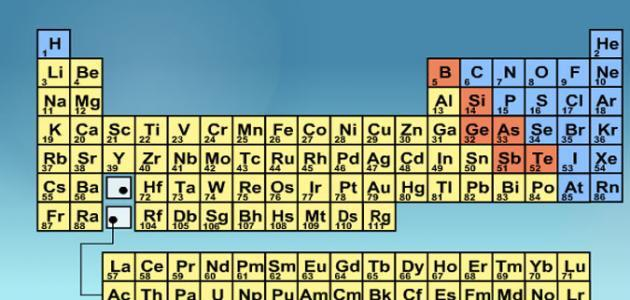 H He
1 2
Li Be B C N O F Ne
3 4 5 6 7 8 9 10
Na Mg Al Si P S Cl Ar
11 12 13 14 15 16 17 18
K Ca Sc Ti V Cr Mn Fe Co Ni Cu Zn Ga Ge As Se Br Kr
19 20 21 22 23 24 25 26 27 28 29 30 31 32 33 34 35 36
Rb Sr Y Zr Nb Mo Tc Ru Rh Pd Ag Cd In Sn Sb Te I Xe
37 38 39 40 41 42 43 44 45 46 47 48 49 50 51 52 53 54
Cs Ba Hf Ta W Re Os Ir Pt Au Hg Tl Pb Bi Po At Rn
55 56 72 73 74 75 76 77 78 79 80 81 82 83 84 85 86
Fr Ra Rf Db Sg Bh Hs Mt Ds Rg
87 88 104 105 106 107 108 109 110 111
La Ce Pr Nd Pm Sm Eu Gd Tb Dy Ho Er Tm Yb Lu
57 58 59 60 61 62 63 64 65 66 67 68 69 70 71
Ac Th Pa U Np Pu Am Cm Bk Cf Es Fm Md No Lr